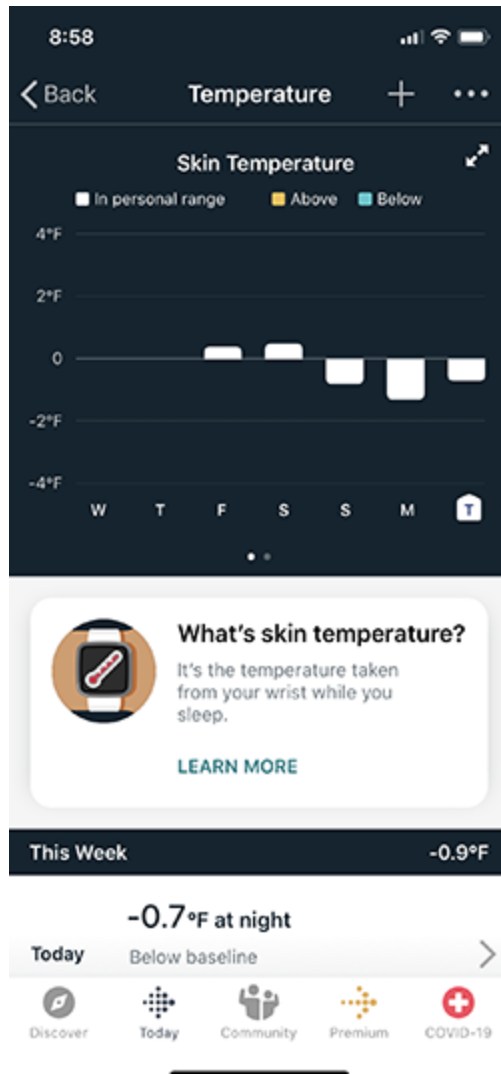 8:58
Back Temperature
Skin Temperature
In personal range Above Below
4°F
2°F
0
-2°F
-4°F
W T F S S M T
What's skin temperature?
It's the temperature taken
from your wrist while you
sleep.
LEARN MORE
This Week -0.9°F
-0.7°F at night
Today Below baseline
Discover Today Community Premium COVID-19